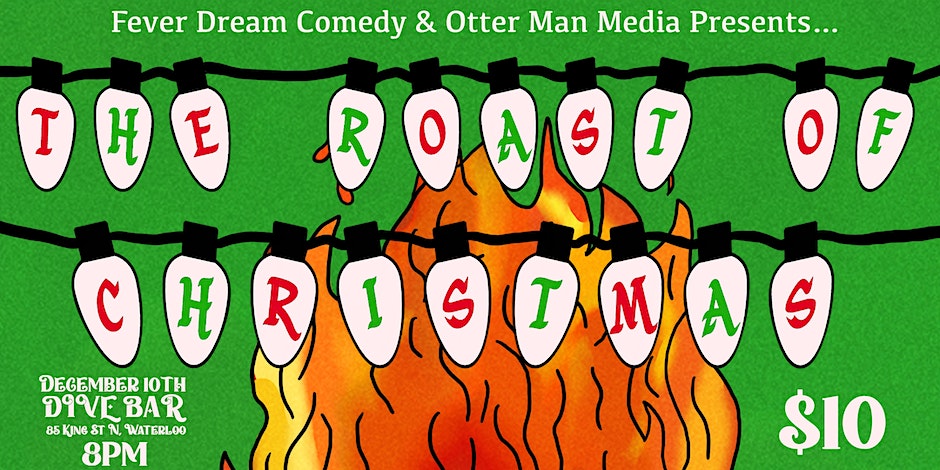 Fever Dream Comedy & Otter Man Media Presents...
THE ROAST OF
CHRISTMAS
DECEMBER 10TH
DIVE BAR
85 KING ST N, WATERLOO
8PM
$10